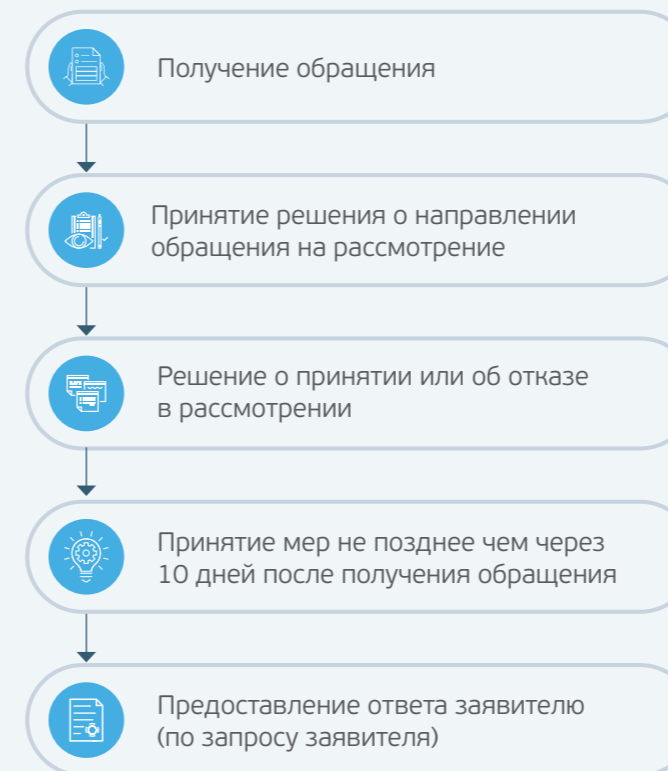 Получение обращения
Принятие решения о направлении
обращения на рассмотрение
Решение о принятии или об отказе
в рассмотрении
Принятие мер не позднее чем через
10 дней после получения обращения
Предоставление ответа заявителю
(по запросу заявителя)